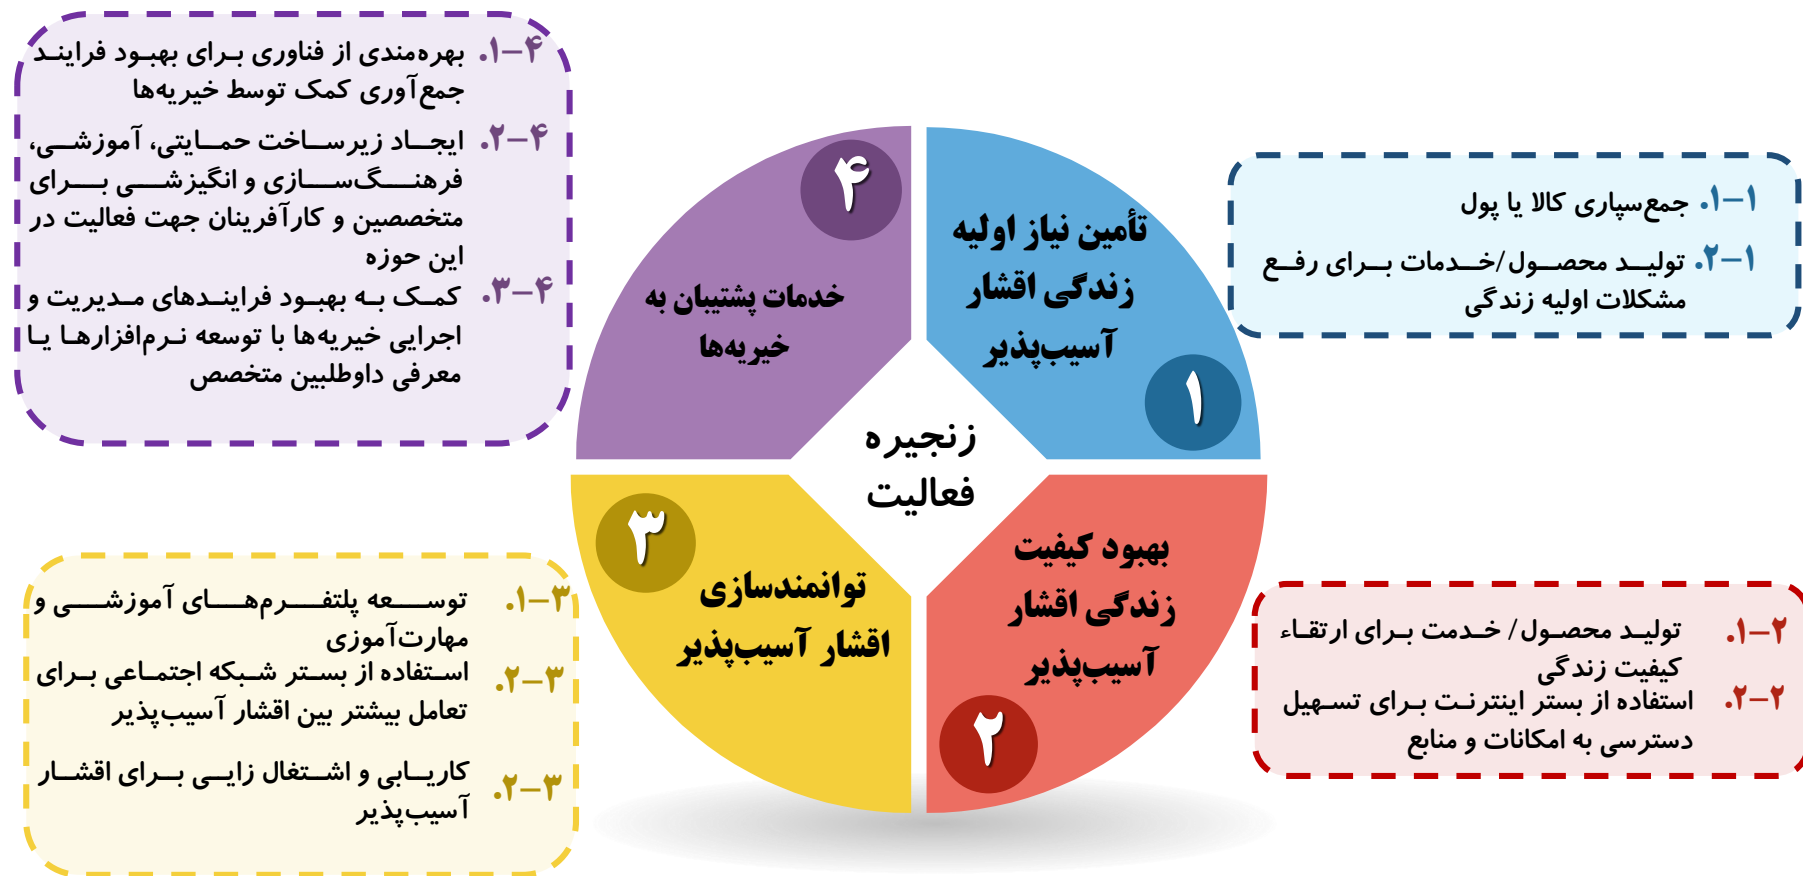 زنجیره
فعالیت
۱
تأمین نیاز اولیه
زندگی اقشار
آسیب‌پذیر
۱-۱. جمع‌سپاری کالا یا پول
۱-۲. تولید محصول/خدمات برای رفع
مشکلات اولیه زندگی
۲
بهبود کیفیت
زندگی اقشار
آسیب‌پذیر
۲-۱. تولید محصول/ خدمت برای ارتقاء
کیفیت زندگی
۲-۲. استفاده از بستر اینترنت برای تسهیل
دسترسی به امکانات و منابع
۳
توانمندسازی
اقشار آسیب‌پذیر
۳-۱. توسعه پلتفرم‌های آموزشی و
مهارت‌آموزی
۳-۲. استفاده از بستر شبکه اجتماعی برای
تعامل بیشتر بین اقشار آسیب‌پذیر
۳-۲. کاریابی و اشتغال زایی برای اقشار
آسیب‌پذیر
۴
خدمات پشتیبان به
خیریه‌ها
۴-۱. بهره‌مندی از فناوری برای بهبود فرایند
جمع‌آوری کمک توسط خیریه‌ها
۴-۲. ایجاد زیرساخت حمایتی، آموزشی،
فرهنگ‌سازی و انگیزشی برای
متخصصین و کارآفرینان جهت فعالیت در
این حوزه
۴-۳. کمک به بهبود فرایندهای مدیریت و
اجرایی خیریه‌ها با توسعه نرم‌افزارها یا
معرفی داوطلبین متخصص